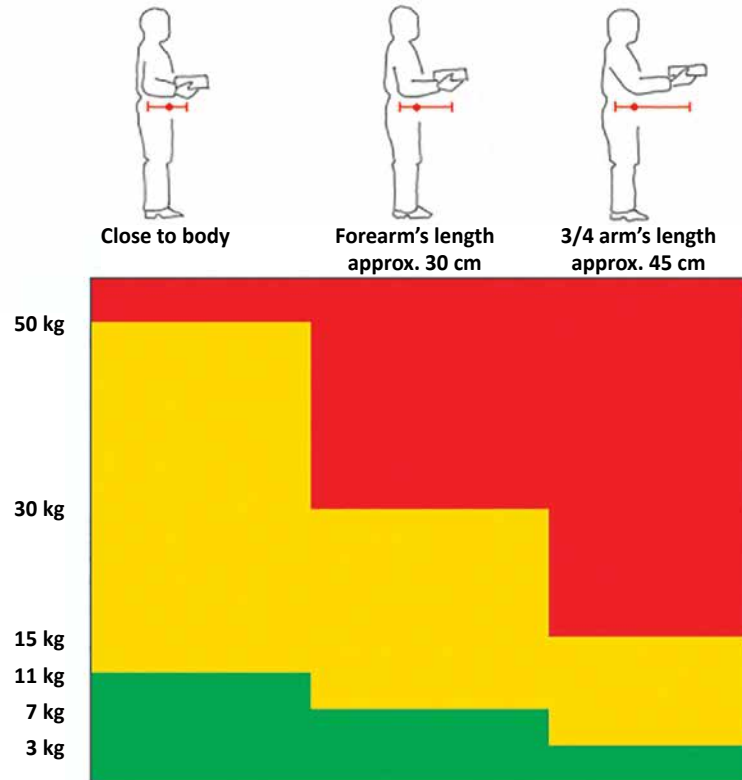 Close to body
Forearm's length
approx. 30 cm
3/4 arm's length
approx. 45 cm
50 kg
30 kg
15 kg
11 kg
7 kg
3 kg